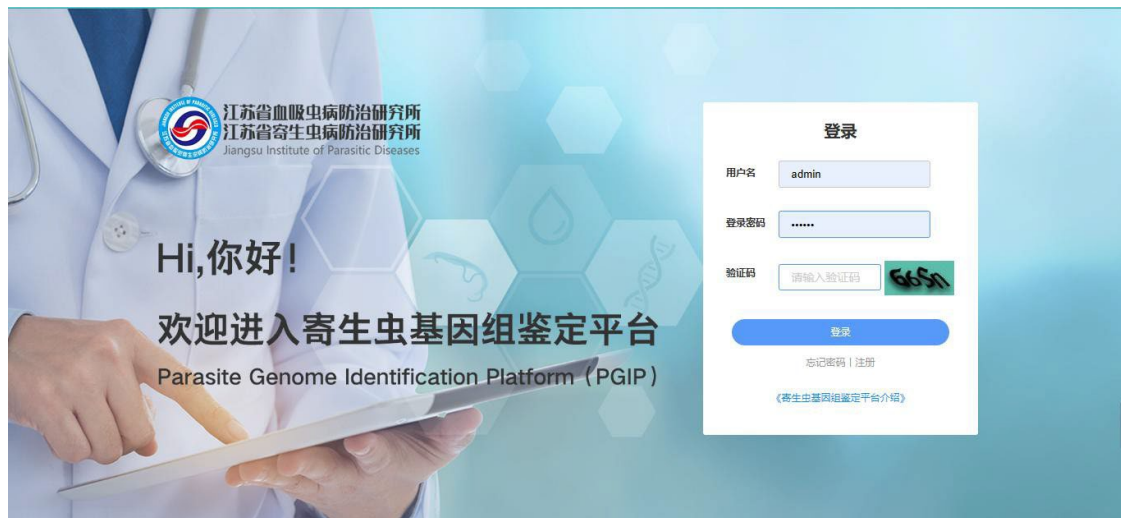 江苏省血吸虫病防治研究所
江苏省寄生虫病防治研究所
Jiangsu Institute of Parasitic Diseases
Hi,你好!
欢迎进入寄生虫基因组鉴定平台
Parasite Genome Identification Platform (PGIP)
登录
用户名 admin
登录密码 ••••••
验证码 请输入验证码
登录
忘记密码 | 注册
《寄生虫基因组鉴定平台介绍》